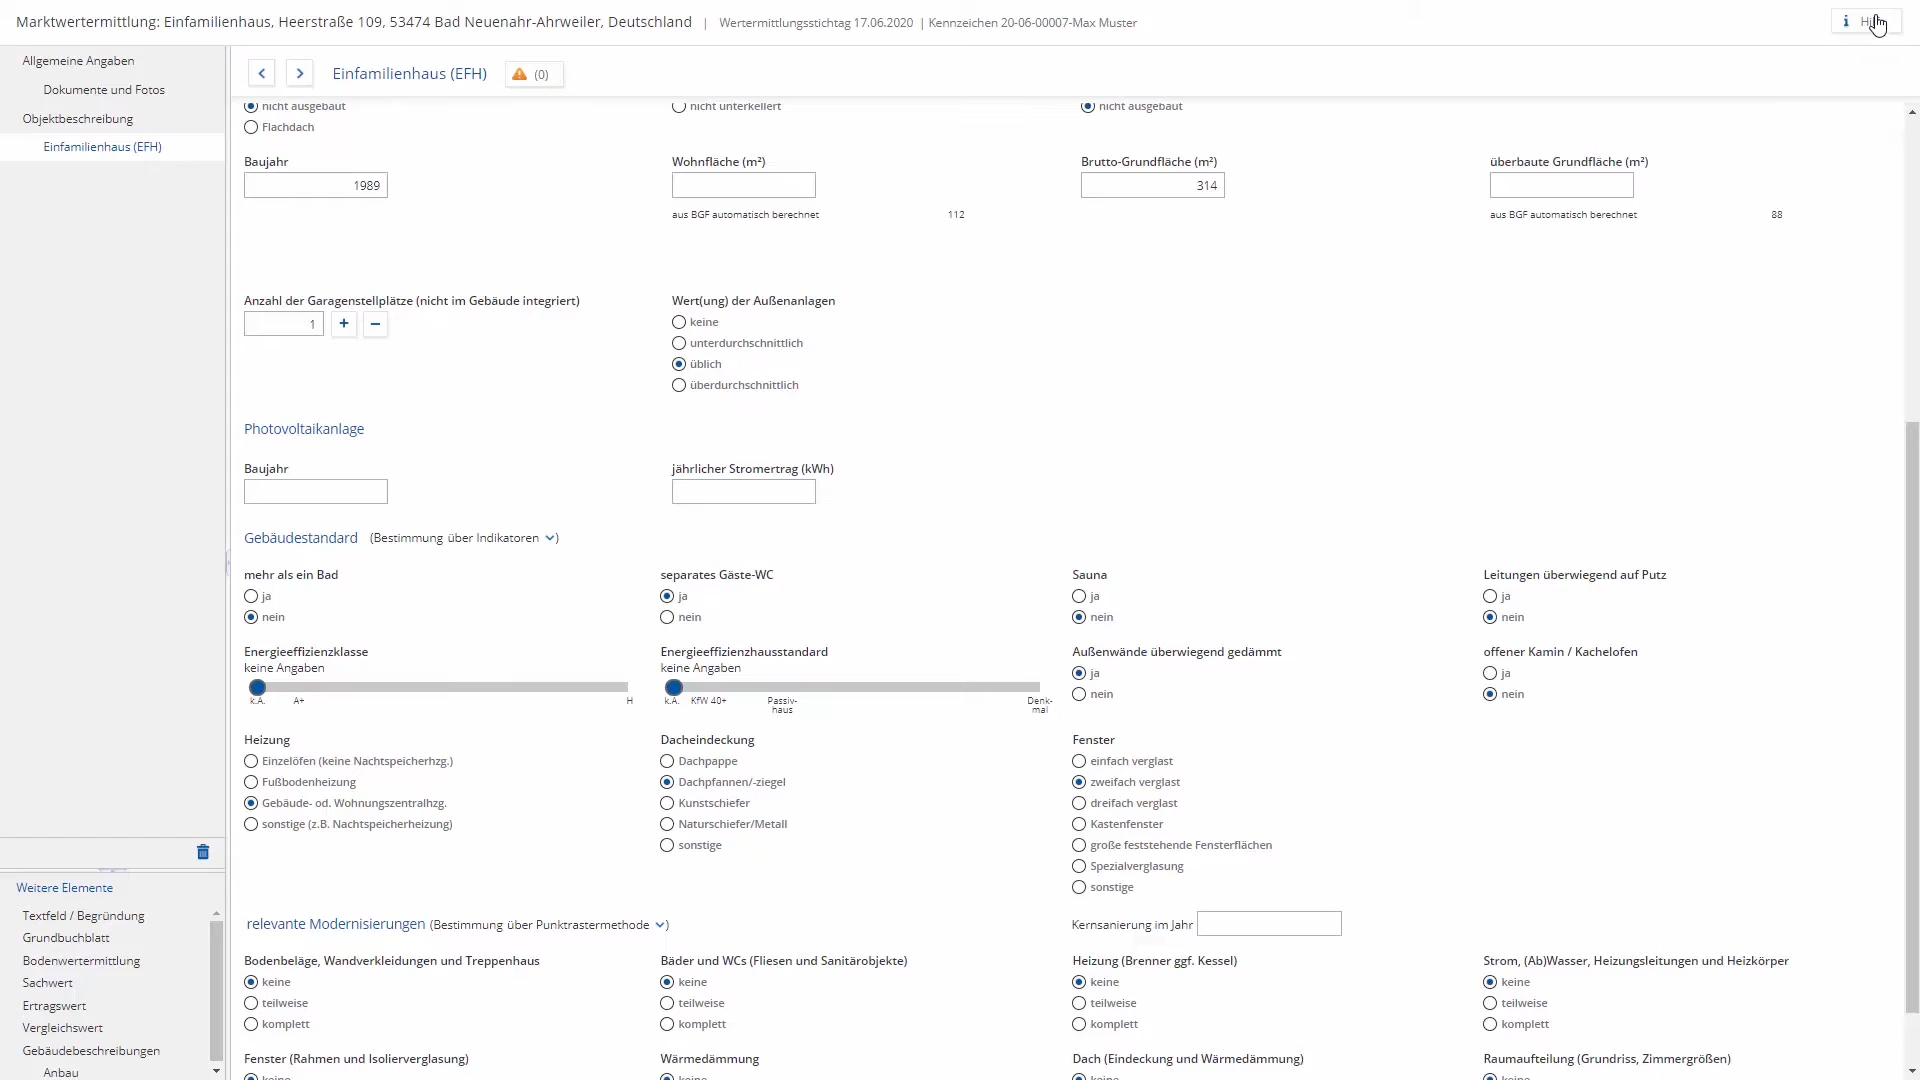 Marktwertermittlung: Einfamilienhaus, Heerstraße 109, 53474 Bad Neuenahr-Ahrweiler, Deutschland | Wertermittlungsstichtag 17.06.2020 | Kennzeichen 20-06-00007-Max Muster
Allgemeine Angaben
Dokumente und Fotos
Objektbeschreibung
Einfamilienhaus (EFH)
Einfamilienhaus (EFH) (0)
nicht ausgebaut nicht unterkellert nicht ausgebaut
Flachdach
Baujahr Wohnfläche (m²) Brutto-Grundfläche (m²) überbaute Grundfläche (m²)
1989 314
aus BGF automatisch berechnet 112 aus BGF automatisch berechnet 88
Anzahl der Garagenstellplätze (nicht im Gebäude integriert) Wert(ung) der Außenanlagen
1 + −
keine
unterdurchschnittlich
üblich
überdurchschnittlich
Photovoltaikanlage
Baujahr jährlicher Stromertrag (kWh)
Gebäudestandard (Bestimmung über Indikatoren )
mehr als ein Bad separates Gäste-WC Sauna Leitungen überwiegend auf Putz
ja ja ja ja
nein nein nein nein
Energieeffizienzklasse Energieeffizienzhausstandard Außenwände überwiegend gedämmt offener Kamin / Kachelofen
keine Angaben keine Angaben ja ja
nein nein
k.A. A+ H k.A. KfW 40+ Passiv- Denk-
haus mal
Heizung Dacheindeckung Fenster
Einzelöfen (keine Nachtspeicherhzg.) Dachpappe einfach verglast
Fußbodenheizung Dachpfannen/-ziegel zweifach verglast
Gebäude- od. Wohnungszentralhzg. Kunstschiefer dreifach verglast
sonstige (z.B. Nachtspeicherheizung) Naturschiefer/Metall Kastenfenster
sonstige große feststehende Fensterflächen
Spezialverglasung
sonstige
relevante Modernisierungen (Bestimmung über Punktrastermethode ) Kernsanierung im Jahr
Bodenbeläge, Wandverkleidungen und Treppenhaus Bäder und WCs (Fliesen und Sanitärobjekte) Heizung (Brenner ggf. Kessel) Strom, (Ab)Wasser, Heizungsleitungen und Heizkörper
keine keine keine keine
teilweise teilweise teilweise teilweise
komplett komplett komplett komplett
Fenster (Rahmen und Isolierverglasung) Wärmedämmung Dach (Eindeckung und Wärmedämmung) Raumaufteilung (Grundriss, Zimmergrößen)
keine keine keine keine
Weitere Elemente
Textfeld / Begründung
Grundbuchblatt
Bodenwertermittlung
Sachwert
Ertragswert
Vergleichswert
Gebäudebeschreibungen
Anbau